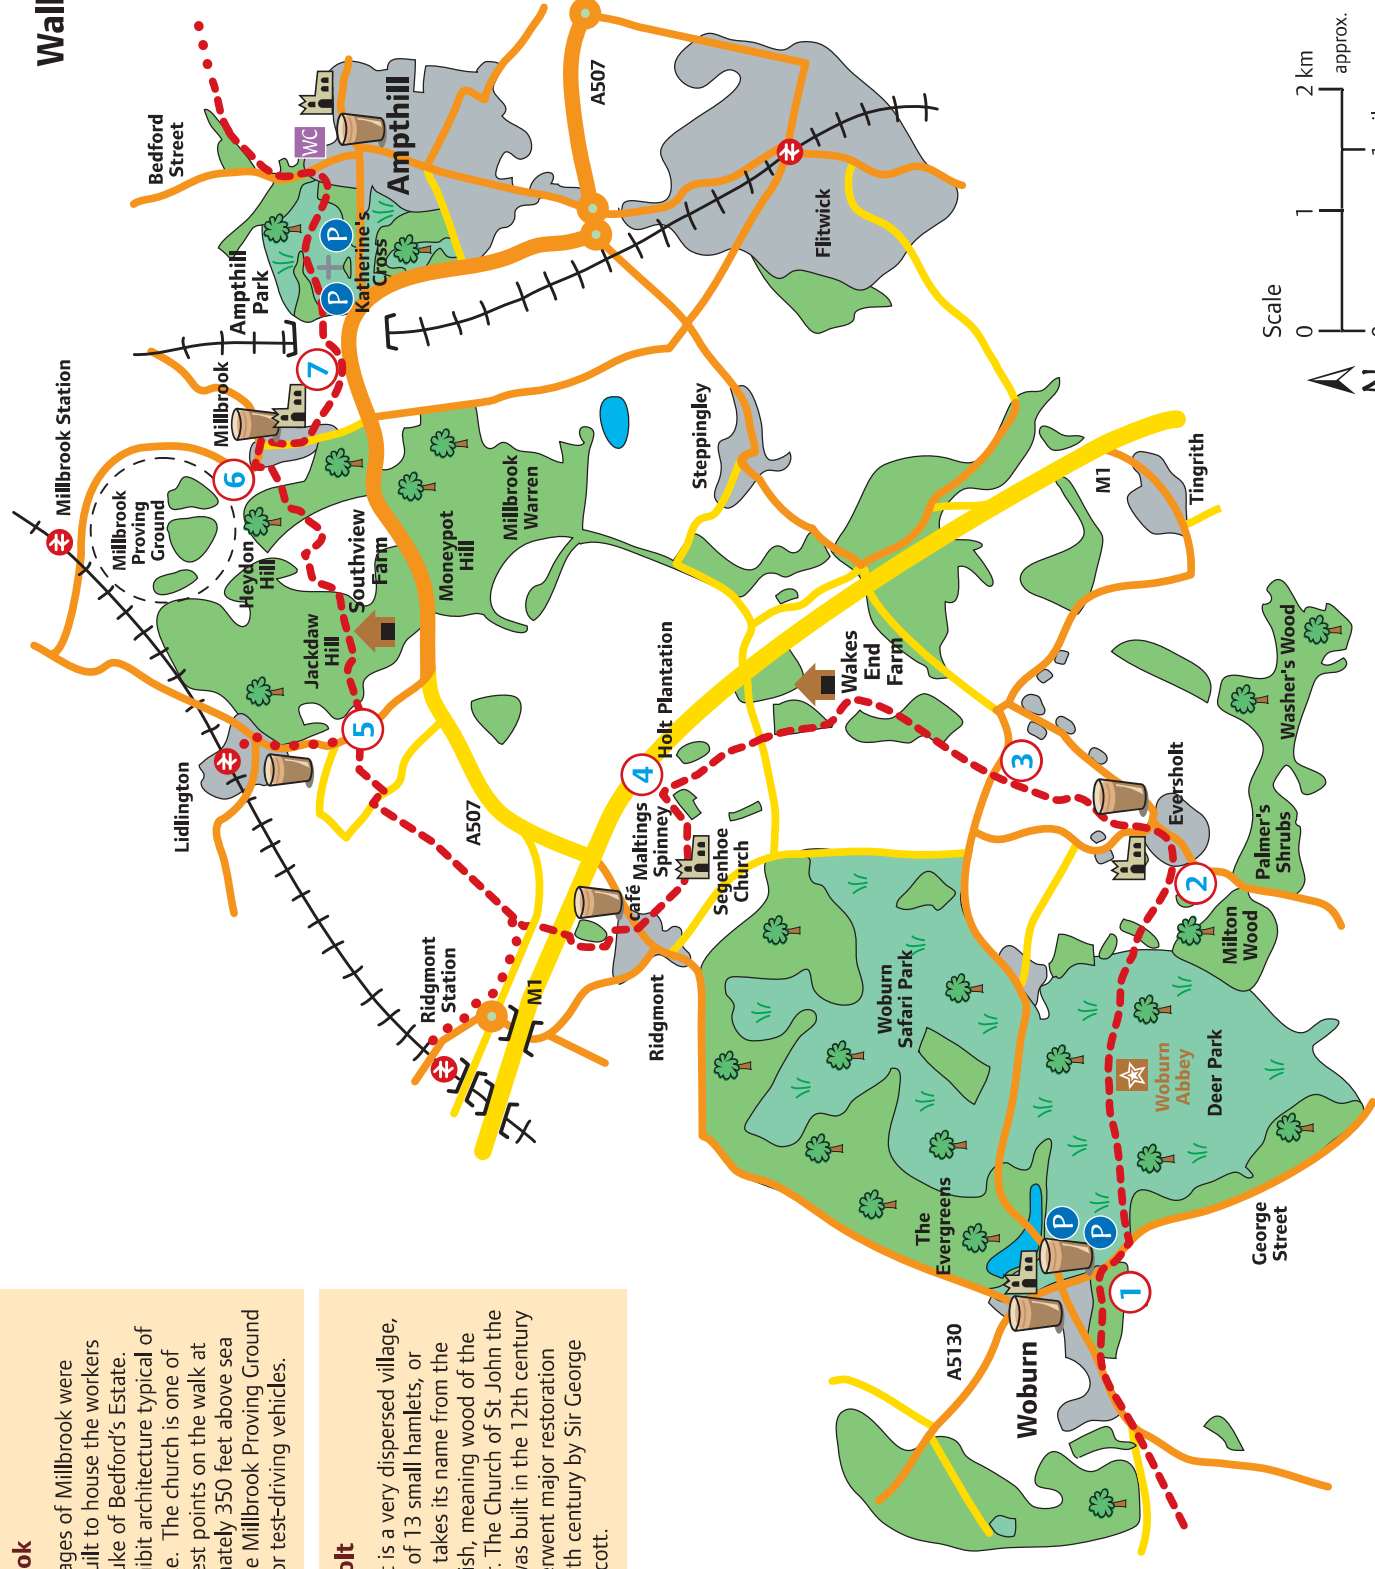 Wall
ok
ages of Millbrook were
uilt to house the workers
uke of Bedford's Estate.
hibit architecture typical of
e. The church is one of
est points on the walk at
nately 350 feet above sea
e Millbrook Proving Ground
or test-driving vehicles.
olt
t is a very dispersed village,
of 13 small hamlets, or
takes its name from the
ish, meaning wood of the
r. The Church of St John the
was built in the 12th century
erwent major restoration
th century by Sir George
cott.
Millbrook Station
Bedford
Street
WC
Ampthill
A507
Ampthill
Park
P
P
Katherine's
Cross
Flitwick
7
Millbrook
6
Millbrook
Proving
Ground
Heydon
Hill
Southview
Farm
Jackdaw
Hill
Moneypot
Hill
Millbrook
Warren
Steppingley
M1
Tingrith
Lidlington
5
A507
4
Holt Plantation
Wakes
End
Farm
3
Washer's Wood
Eversholt
Palmer's
Shrubs
2
Milton
Wood
Maltings
Spinney
Segenhoe
Church
café
Ridgmont
Station
M1
Ridgmont
Woburn
Safari Park
Woburn
Abbey
Deer Park
The
Evergreens
P
P
George
Street
1
A5130
Woburn
Scale
0
1
2 km
approx.
0
N